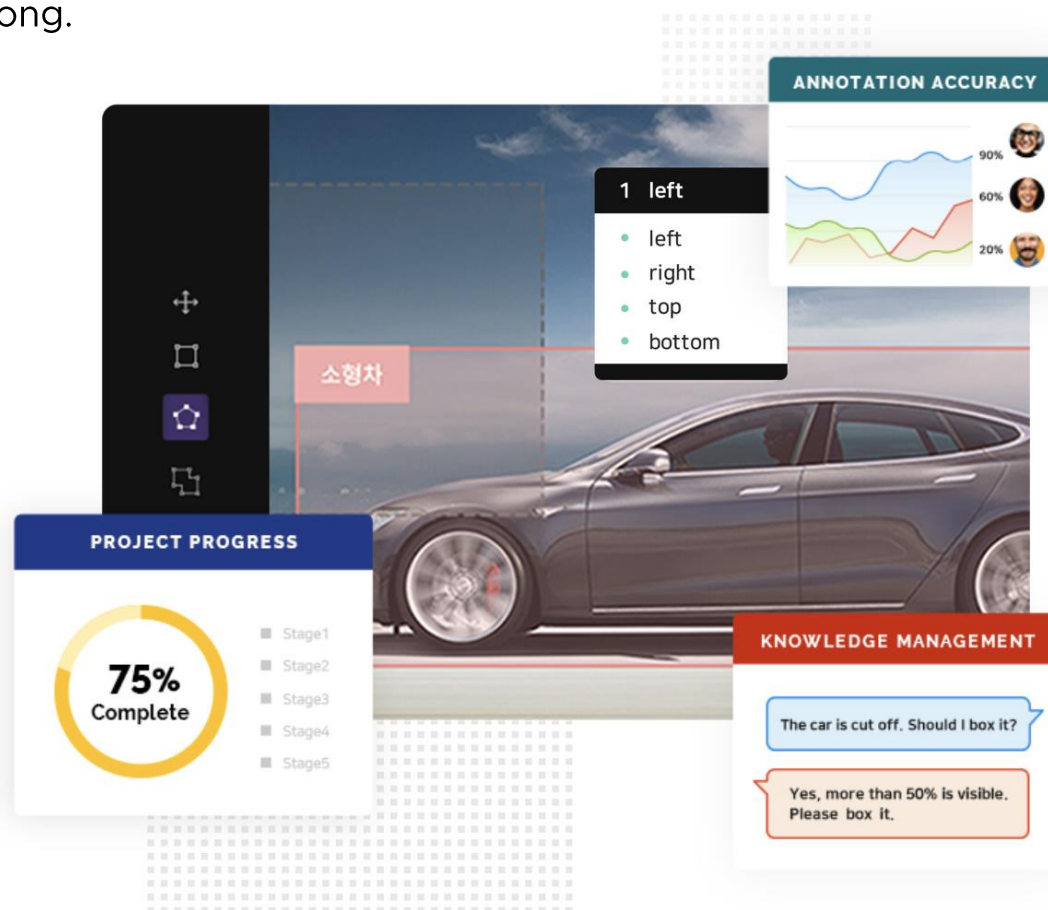 ong.
ANNOTATION ACCURACY
90%
60%
20%
1 left
left
right
top
bottom
소형차
PROJECT PROGRESS
75%
Complete
Stage1
Stage2
Stage3
Stage4
Stage5
KNOWLEDGE MANAGEMENT
The car is cut off. Should I box it?
Yes, more than 50% is visible.
Please box it.